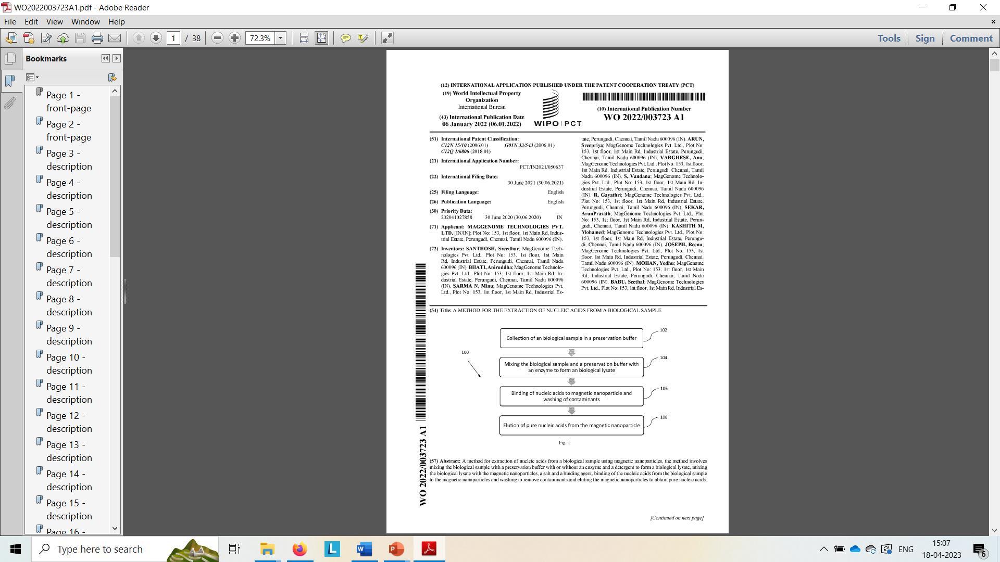 WO2022003723A1.pdf - Adobe Reader
File Edit View Window Help
1 / 38 72.3% Tools Sign Comment
Bookmarks
Page 1 -
front-page
Page 2 -
front-page
Page 3 -
description
Page 4 -
description
Page 5 -
description
Page 6 -
description
Page 7 -
description
Page 8 -
description
Page 9 -
description
Page 10 -
description
Page 11 -
description
Page 12 -
description
Page 13 -
description
Page 14 -
description
Page 15 -
description
Page 16 -
(12) INTERNATIONAL APPLICATION PUBLISHED UNDER THE PATENT COOPERATION TREATY (PCT)
(19) World Intellectual Property
Organization
International Bureau
(43) International Publication Date
06 January 2022 (06.01.2022)
WIPO | PCT
(10) International Publication Number
WO 2022/003723 A1
(51) International Patent Classification:
C12N 15/10 (2006.01) G01N 33/543 (2006.01)
C12Q 1/6806 (2018.01)
(21) International Application Number:
PCT/IN2021/050637
(22) International Filing Date:
30 June 2021 (30.06.2021)
(25) Filing Language: English
(26) Publication Language: English
(30) Priority Data:
202041027858 30 June 2020 (30.06.2020) IN
(71) Applicant: MAGGENOME TECHNOLOGIES PVT.
LTD. [IN/IN]; Plot No: 153, 1st floor, 1st Main Rd, Indus-
trial Estate, Perungudi, Chennai, Tamil Nadu 600096 (IN).
(72) Inventors: SANTHOSH, Sreedhar; MagGenome Tech-
nologies Pvt. Ltd., Plot No: 153, 1st floor, 1st Main
Rd, Industrial Estate, Perungudi, Chennai, Tamil Nadu
600096 (IN). BHATI, Aniruddha; MagGenome Technolo-
gies Pvt. Ltd., Plot No: 153, 1st floor, 1st Main Rd, In-
dustrial Estate, Perungudi, Chennai, Tamil Nadu 600096
(IN). SARMA N, Minu; MagGenome Technologies Pvt.
Ltd., Plot No: 153, 1st floor, 1st Main Rd, Industrial Es-
tate, Perungudi, Chennai, Tamil Nadu 600096 (IN). ARUN,
Sreepriya; MagGenome Technologies Pvt. Ltd., Plot No:
153, 1st floor, 1st Main Rd, Industrial Estate, Perungudi,
Chennai, Tamil Nadu 600096 (IN). VARGHESE, Anu;
MagGenome Technologies Pvt. Ltd., Plot No: 153, 1st floor,
1st Main Rd, Industrial Estate, Perungudi, Chennai, Tamil
Nadu 600096 (IN). S, Vandana; MagGenome Technolo-
gies Pvt. Ltd., Plot No: 153, 1st floor, 1st Main Rd, In-
dustrial Estate, Perungudi, Chennai, Tamil Nadu 600096
(IN). R, Gayathri; MagGenome Technologies Pvt. Ltd.,
Plot No: 153, 1st floor, 1st Main Rd, Industrial Estate,
Perungudi, Chennai, Tamil Nadu 600096 (IN). SEKAR,
ArunPrasath; MagGenome Technologies Pvt. Ltd., Plot
No: 153, 1st floor, 1st Main Rd, Industrial Estate, Perun-
gudi, Chennai, Tamil Nadu 600096 (IN). KASHITH M,
Mohamed; MagGenome Technologies Pvt. Ltd., Plot No:
153, 1st floor, 1st Main Rd, Industrial Estate, Perungu-
di, Chennai, Tamil Nadu 600096 (IN). JOSEPH, Reenu;
MagGenome Technologies Pvt. Ltd., Plot No: 153, 1st
floor, 1st Main Rd, Industrial Estate, Perungudi, Chennai,
Tamil Nadu 600096 (IN). MOHAN, Yedhu; MagGenome
Technologies Pvt. Ltd., Plot No: 153, 1st floor, 1st Main
Rd, Industrial Estate, Perungudi, Chennai, Tamil Nadu
600096 (IN). BABU, Seethal; MagGenome Technologies
Pvt. Ltd., Plot No: 153, 1st floor, 1st Main Rd, Industrial Es-
(54) Title: A METHOD FOR THE EXTRACTION OF NUCLEIC ACIDS FROM A BIOLOGICAL SAMPLE
100
Collection of an biological sample in a preservation buffer
102
Mixing the biological sample and a preservation buffer with
an enzyme to form an biological lysate
104
Binding of nucleic acids to magnetic nanoparticle and
washing of contaminants
106
Elution of pure nucleic acids from the magnetic nanoparticle
108
Fig. 1
(57) Abstract: A method for extraction of nucleic acids from a biological sample using magnetic nanoparticles, the method involves
mixing the biological sample with a preservation buffer with or without an enzyme and a detergent to form a biological lysate, mixing
the biological lysate with the magnetic nanoparticles, a salt and a binding agent, binding of the nucleic acids from the biological sample
to the magnetic nanoparticles and washing to remove contaminants and eluting the magnetic nanoparticles to obtain pure nucleic acids.
WO 2022/003723 A1
[Continued on next page]
Type here to search
L
W
P
ENG
15:07
18-04-2023
6